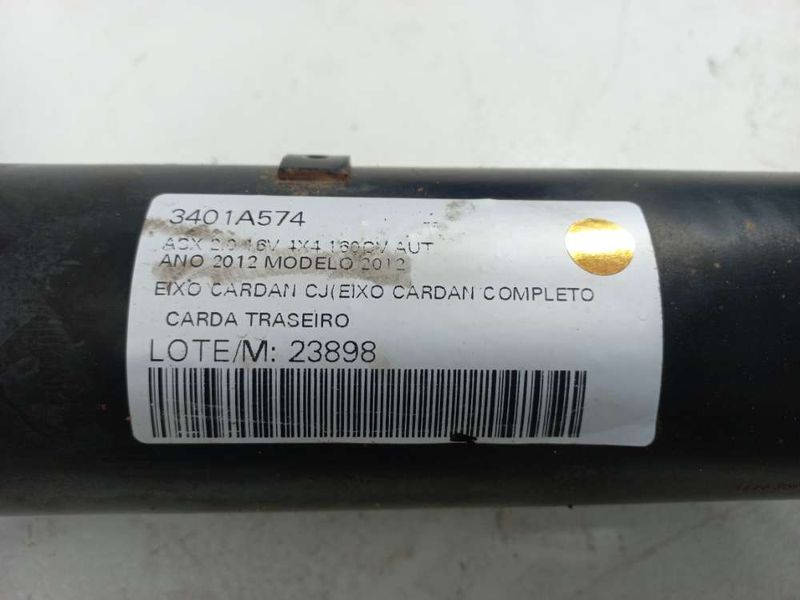 3401A574
ASX 2.0 16V 4X4 160CV AUT
ANO 2012 MODELO 2012
EIXO CARDAN CJ(EIXO CARDAN COMPLETO
CARDA TRASEIRO
LOTE/M: 23898